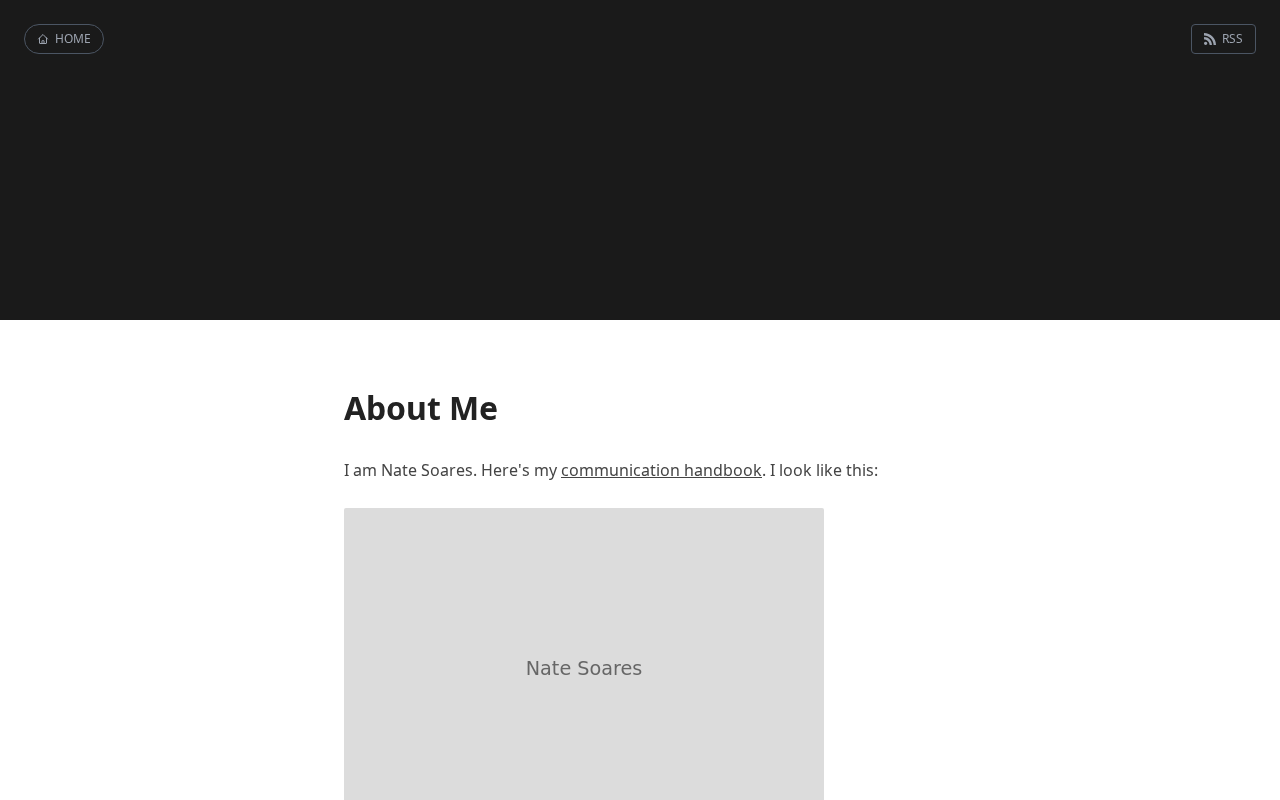 HOME
RSS
About Me
I am Nate Soares. Here's my communication handbook. I look like this:
Nate Soares